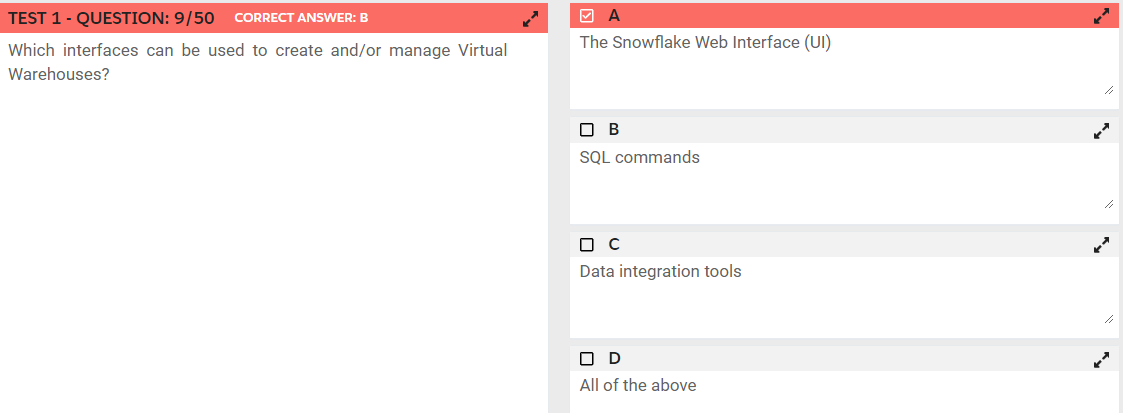 TEST 1 - QUESTION: 9/50 CORRECT ANSWER: B
Which interfaces can be used to create and/or manage Virtual
Warehouses?
A
The Snowflake Web Interface (UI)
B
SQL commands
C
Data integration tools
D
All of the above